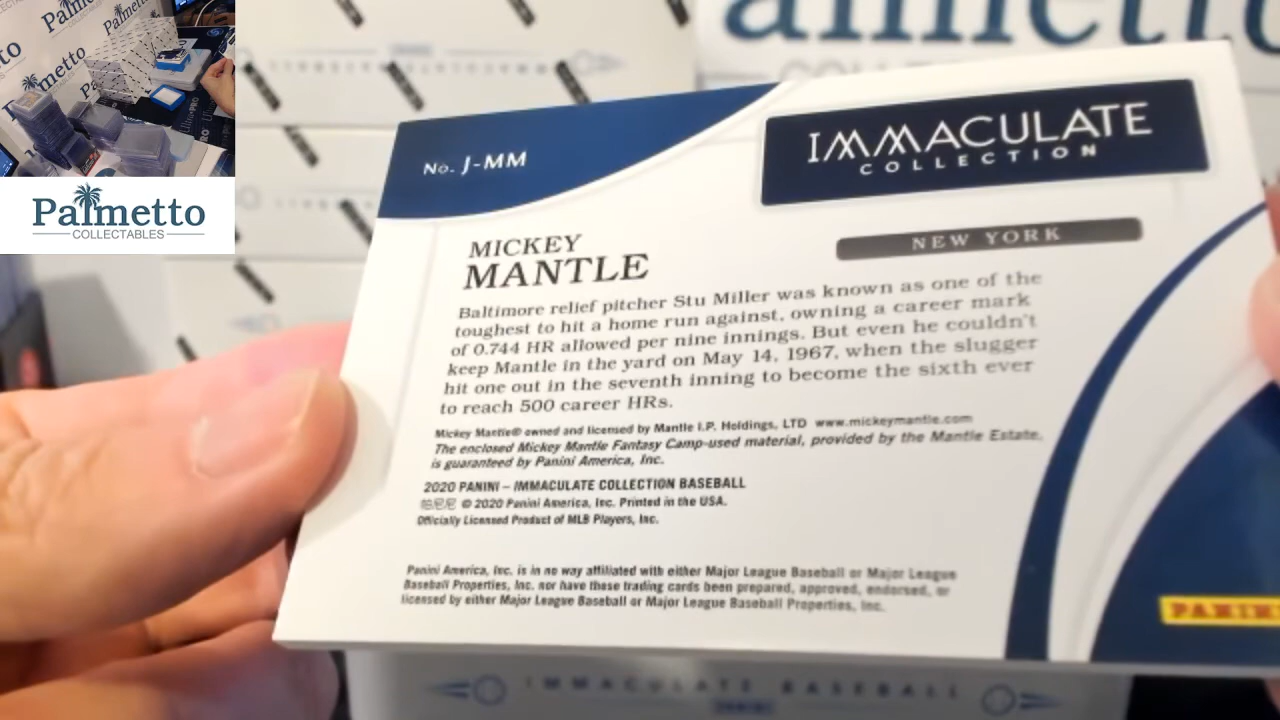 Palmetto
COLLECTABLES
No. J-MM
IMMACULATE
COLLECTION
NEW YORK
MICKEY
MANTLE
Baltimore relief pitcher Stu Miller was known as one of the
toughest to hit a home run against, owning a career mark
of 0.744 HR allowed per nine innings. But even he couldn't
keep Mantle in the yard on May 14, 1967, when the slugger
hit one out in the seventh inning to become the sixth ever
to reach 500 career HRs.
Mickey Mantle® owned and licensed by Mantle I.P. Holdings, LTD www.mickeymantle.com
The enclosed Mickey Mantle Fantasy Camp-used material, provided by the Mantle Estate,
is guaranteed by Panini America, Inc.
2020 PANINI – IMMACULATE COLLECTION BASEBALL
© 2020 Panini America, Inc. Printed in the USA.
Officially Licensed Product of MLB Players, Inc.
Panini America, Inc. is in no way affiliated with either Major League Baseball or Major League
Baseball Properties, Inc. nor have these trading cards been prepared, approved, endorsed, or
licensed by either Major League Baseball or Major League Baseball Properties, Inc.
PANINI
IMMACULATE BASEBALL